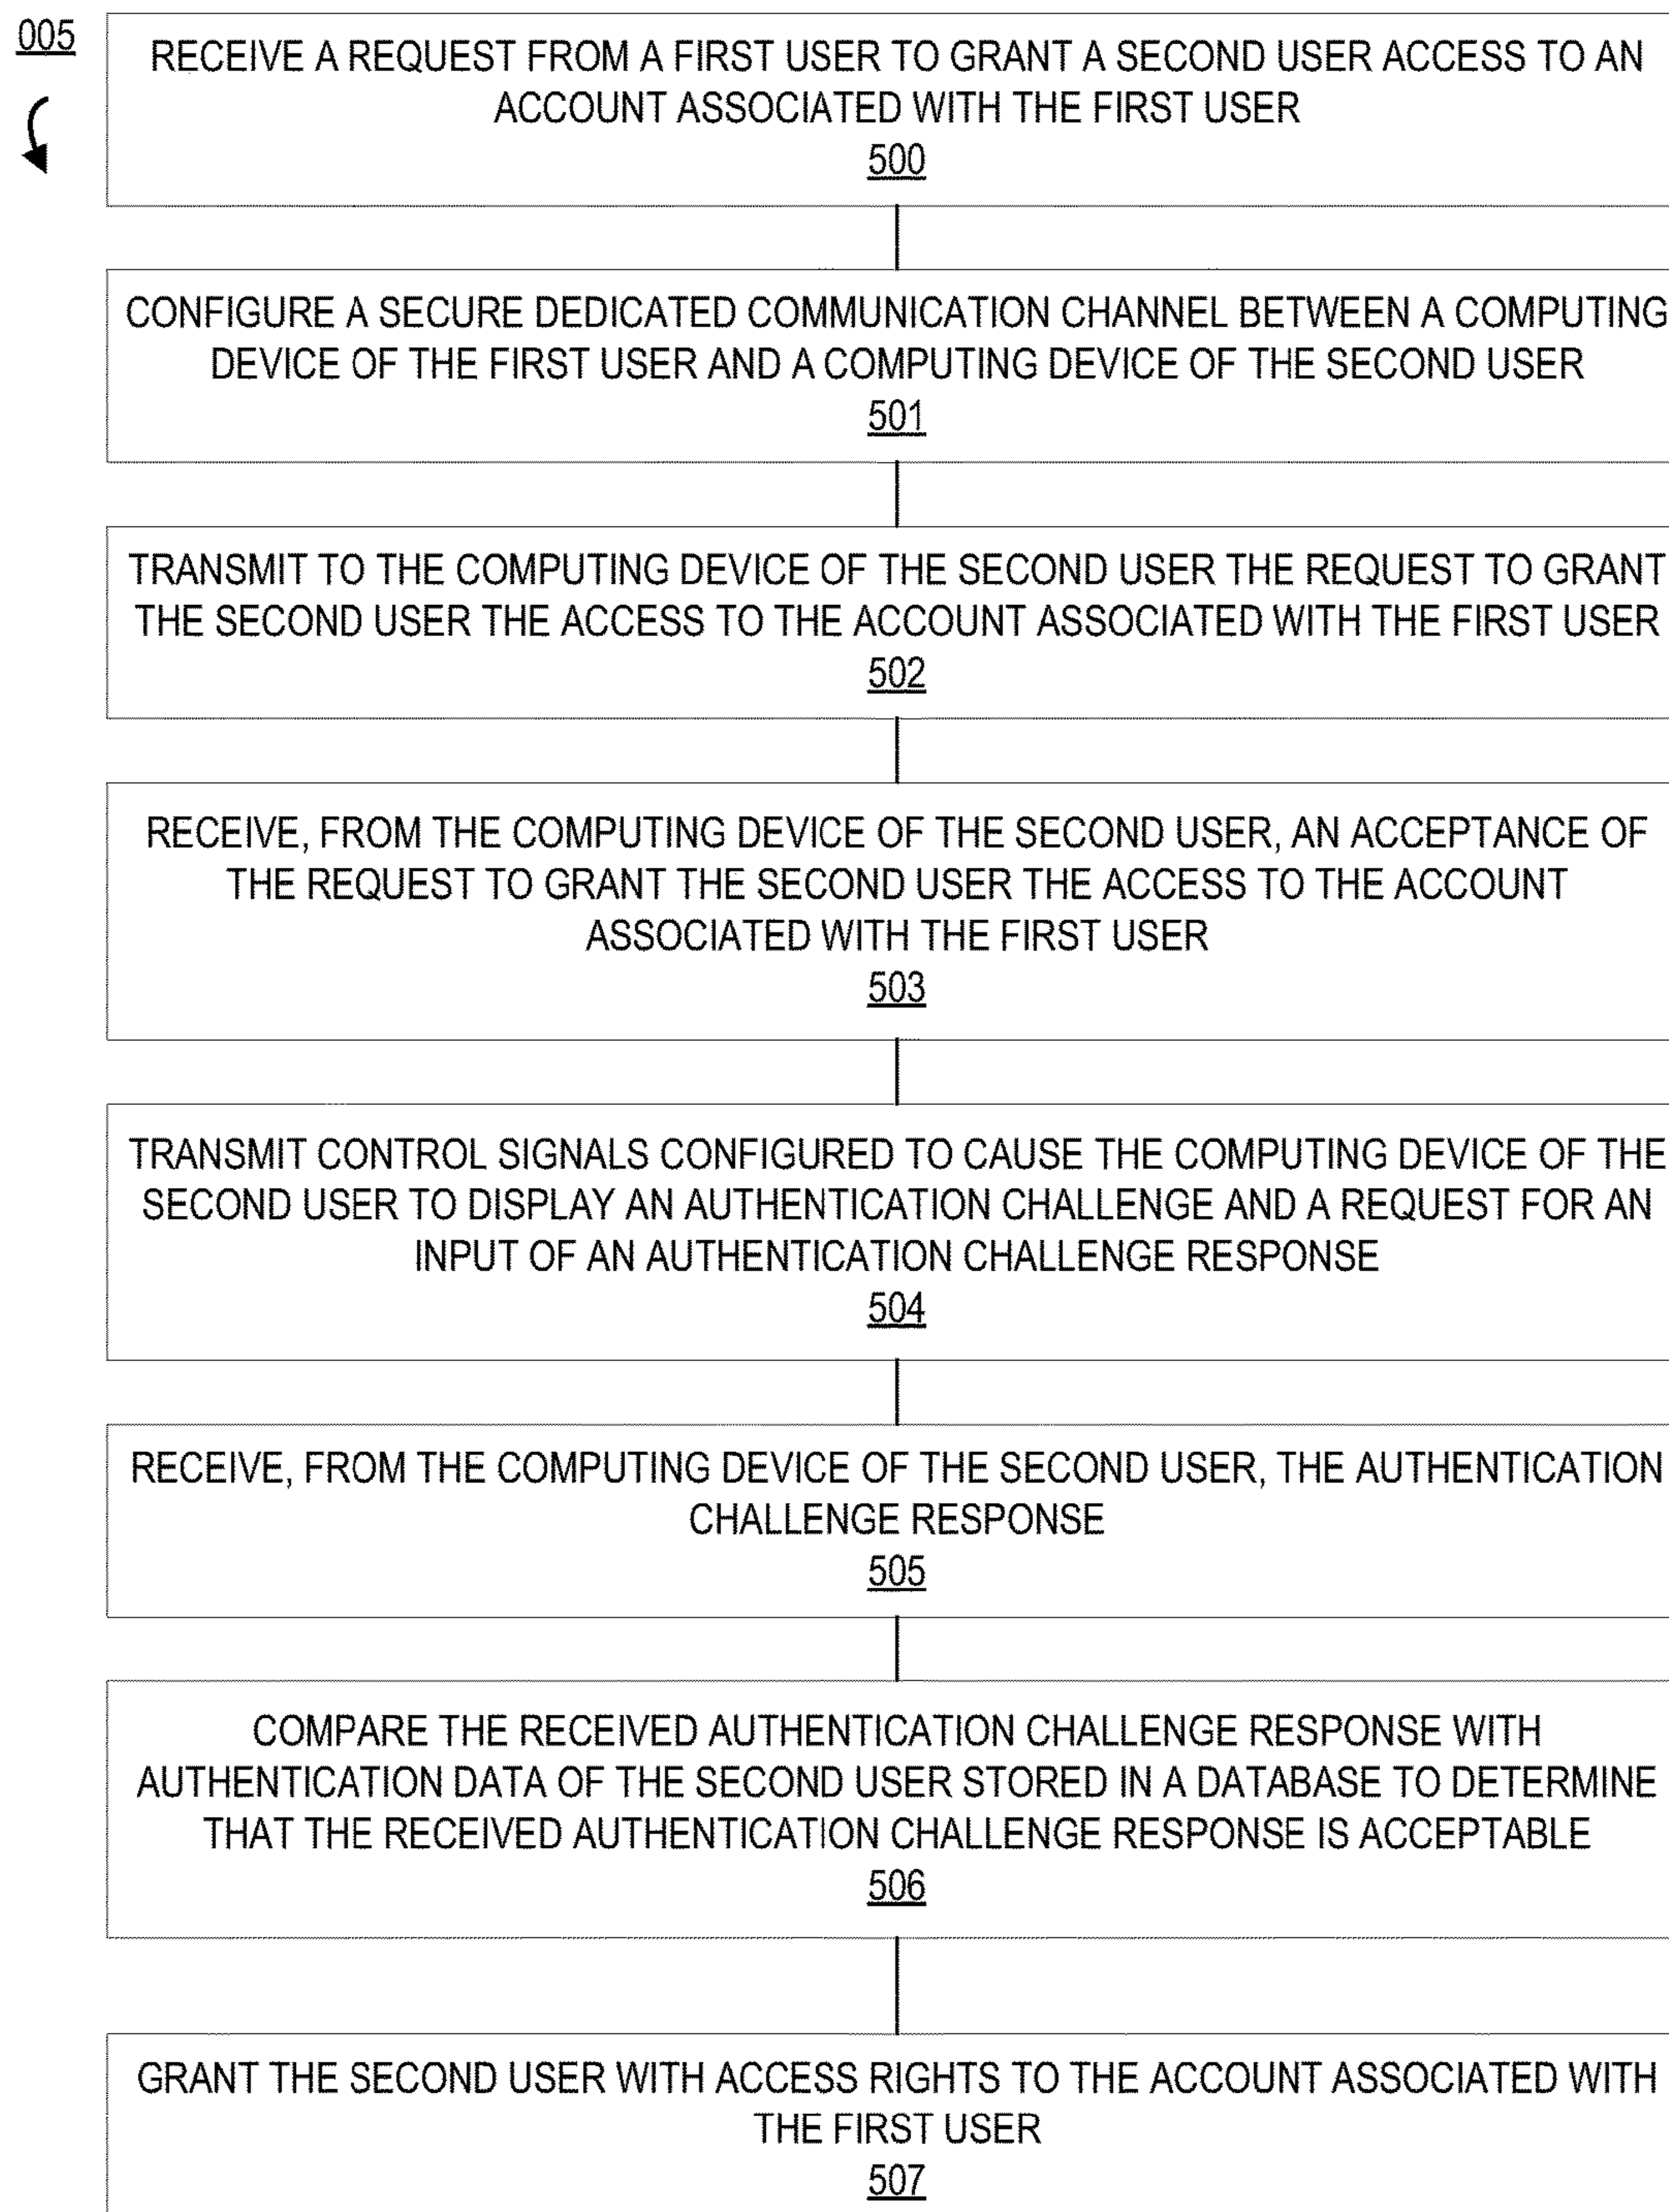 005
RECEIVE A REQUEST FROM A FIRST USER TO GRANT A SECOND USER ACCESS TO AN
ACCOUNT ASSOCIATED WITH THE FIRST USER
500
CONFIGURE A SECURE DEDICATED COMMUNICATION CHANNEL BETWEEN A COMPUTING
DEVICE OF THE FIRST USER AND A COMPUTING DEVICE OF THE SECOND USER
501
TRANSMIT TO THE COMPUTING DEVICE OF THE SECOND USER THE REQUEST TO GRANT
THE SECOND USER THE ACCESS TO THE ACCOUNT ASSOCIATED WITH THE FIRST USER
502
RECEIVE, FROM THE COMPUTING DEVICE OF THE SECOND USER, AN ACCEPTANCE OF
THE REQUEST TO GRANT THE SECOND USER THE ACCESS TO THE ACCOUNT
ASSOCIATED WITH THE FIRST USER
503
TRANSMIT CONTROL SIGNALS CONFIGURED TO CAUSE THE COMPUTING DEVICE OF THE
SECOND USER TO DISPLAY AN AUTHENTICATION CHALLENGE AND A REQUEST FOR AN
INPUT OF AN AUTHENTICATION CHALLENGE RESPONSE
504
RECEIVE, FROM THE COMPUTING DEVICE OF THE SECOND USER, THE AUTHENTICATION
CHALLENGE RESPONSE
505
COMPARE THE RECEIVED AUTHENTICATION CHALLENGE RESPONSE WITH
AUTHENTICATION DATA OF THE SECOND USER STORED IN A DATABASE TO DETERMINE
THAT THE RECEIVED AUTHENTICATION CHALLENGE RESPONSE IS ACCEPTABLE
506
GRANT THE SECOND USER WITH ACCESS RIGHTS TO THE ACCOUNT ASSOCIATED WITH
THE FIRST USER
507